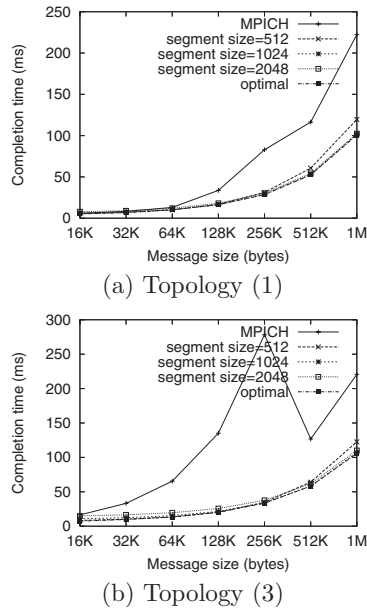 250
200
150
100
50
0
Completion time (ms)
MPICH
segment size=512
segment size=1024
segment size=2048
optimal
16K 32K 64K 128K 256K 512K 1M
Message size (bytes)
(a) Topology (1)
300
250
200
150
100
50
0
Completion time (ms)
MPICH
segment size=512
segment size=1024
segment size=2048
optimal
16K 32K 64K 128K 256K 512K 1M
Message size (bytes)
(b) Topology (3)